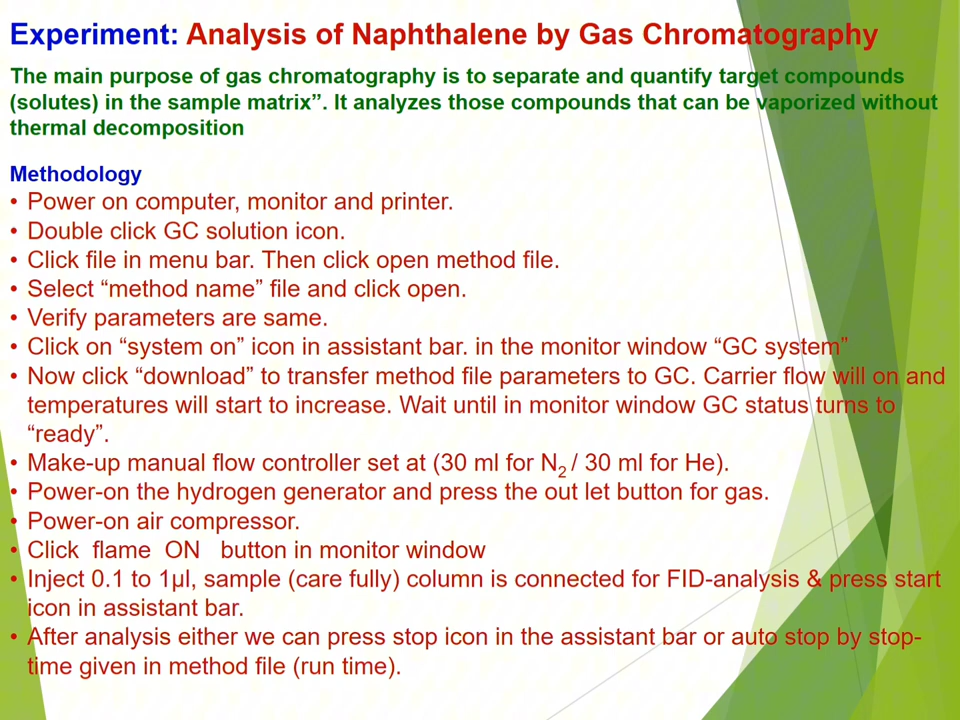 Experiment: Analysis of Naphthalene by Gas Chromatography
The main purpose of gas chromatography is to separate and quantify target compounds
(solutes) in the sample matrix”. It analyzes those compounds that can be vaporized without
thermal decomposition
Methodology
• Power on computer, monitor and printer.
• Double click GC solution icon.
• Click file in menu bar. Then click open method file.
• Select “method name” file and click open.
• Verify parameters are same.
• Click on “system on” icon in assistant bar. in the monitor window “GC system”
• Now click “download” to transfer method file parameters to GC. Carrier flow will on and
temperatures will start to increase. Wait until in monitor window GC status turns to
“ready”.
• Make-up manual flow controller set at (30 ml for N₂ / 30 ml for He).
• Power-on the hydrogen generator and press the out let button for gas.
• Power-on air compressor.
• Click flame ON button in monitor window
• Inject 0.1 to 1µl, sample (care fully) column is connected for FID-analysis & press start
icon in assistant bar.
• After analysis either we can press stop icon in the assistant bar or auto stop by stop-
time given in method file (run time).